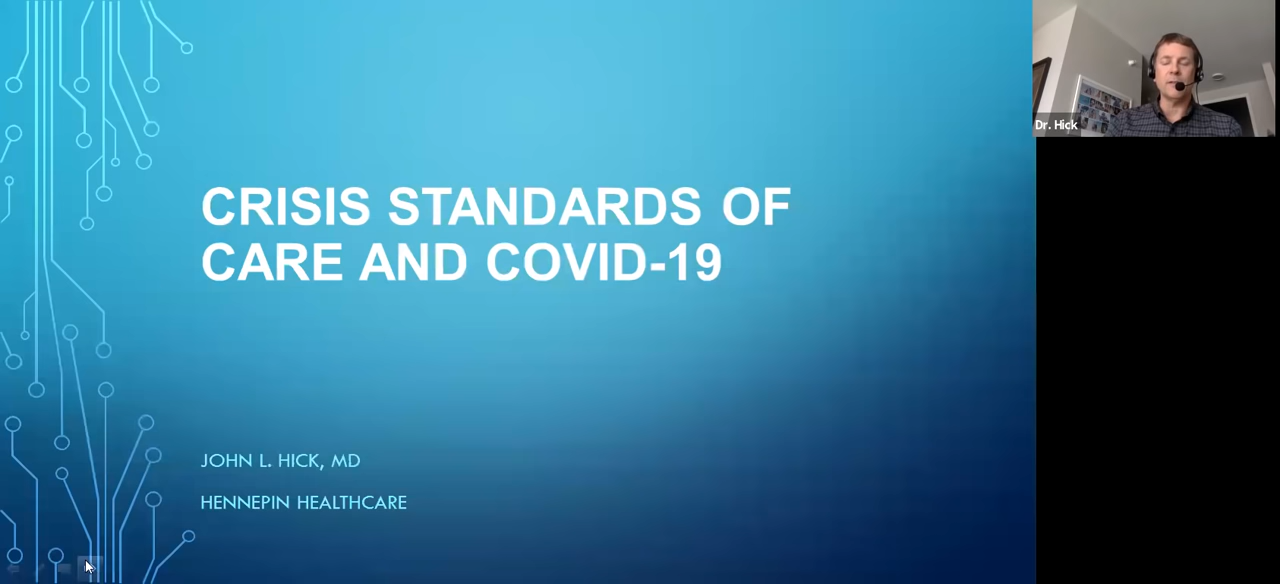 CRISIS STANDARDS OF
CARE AND COVID-19
JOHN L. HICK, MD
HENNEPIN HEALTHCARE
Dr. Hick